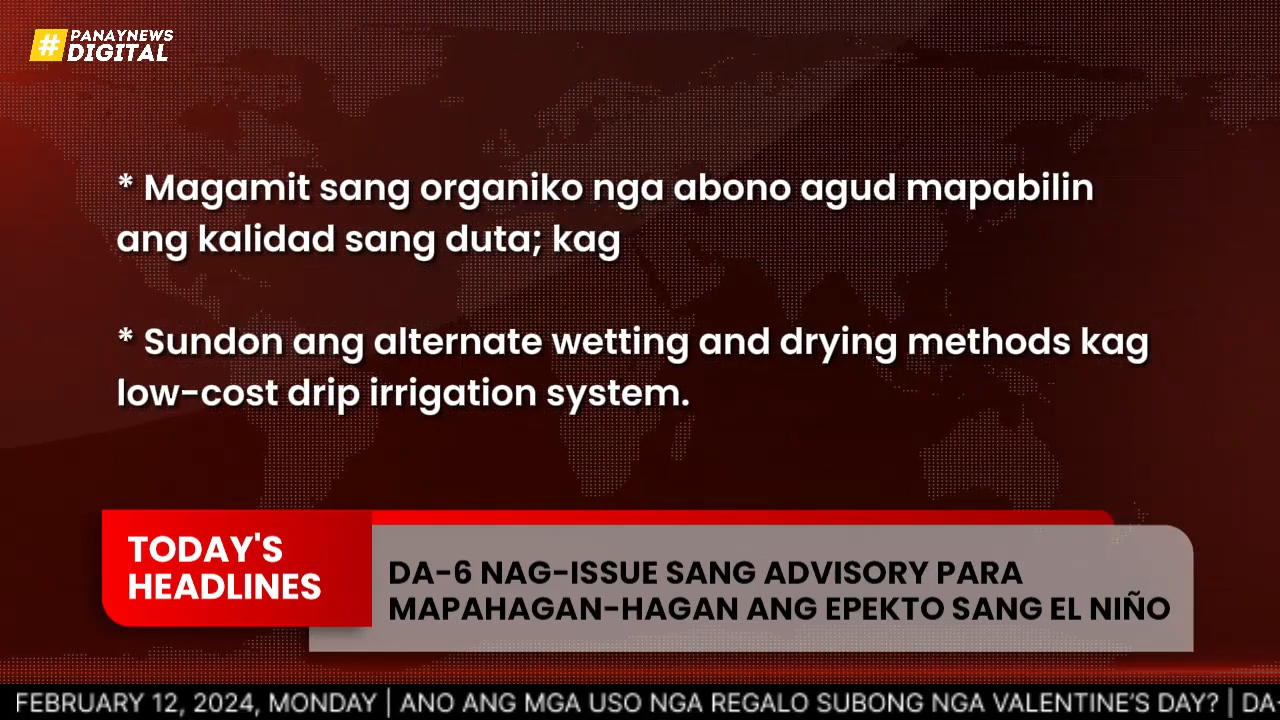 #PANAYNEWS
DIGITAL
* Magamit sang organiko nga abono agud mapabilin
ang kalidad sang duta; kag
* Sundon ang alternate wetting and drying methods kag
low-cost drip irrigation system.
TODAY'S
HEADLINES
DA-6 NAG-ISSUE SANG ADVISORY PARA
MAPAHAGAN-HAGAN ANG EPEKTO SANG EL NIÑO
FEBRUARY 12, 2024, MONDAY | ANO ANG MGA USO NGA REGALO SUBONG NGA VALENTINE'S DAY? | DA-